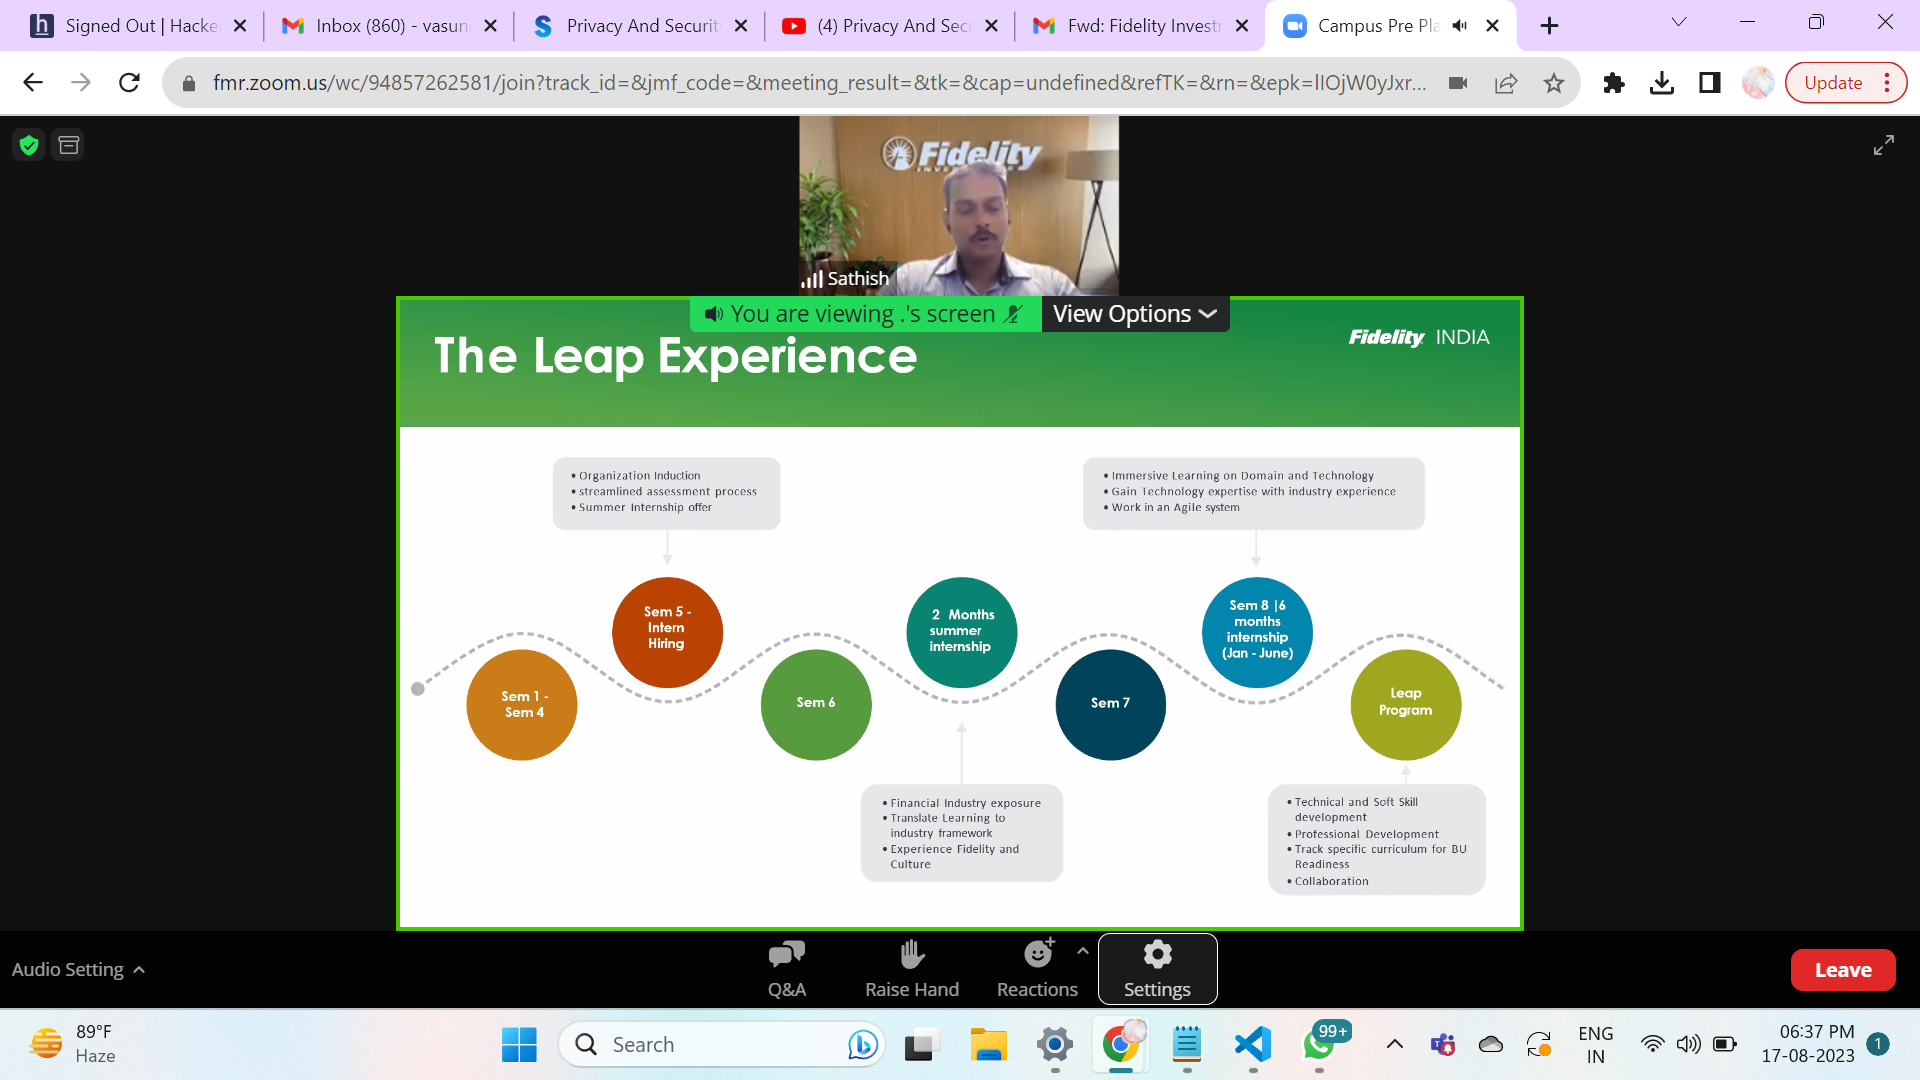 Signed Out | Hacke
Inbox (860) - vasun
Privacy And Securit
(4) Privacy And Sec
Fwd: Fidelity Invest
Campus Pre Pla
fmr.zoom.us/wc/94857262581/join?track_id=&jmf_code=&meeting_result=&tk=&cap=undefined&refTK=&rn=&epk=llOjW0yJxr...
Update
Fidelity
Sathish
You are viewing .'s screen
View Options
The Leap Experience
Fidelity INDIA
• Organization Induction
• streamlined assessment process
• Summer Internship offer
• Immersive Learning on Domain and Technology
• Gain Technology expertise with industry experience
• Work in an Agile system
Sem 1 -
Sem 4
Sem 5 -
Intern
Hiring
Sem 6
2 Months
summer
internship
Sem 7
Sem 8 |6
months
internship
(Jan - June)
Leap
Program
• Financial Industry exposure
• Translate Learning to
industry framework
• Experience Fidelity and
Culture
• Technical and Soft Skill
development
• Professional Development
• Track specific curriculum for BU
Readiness
• Collaboration
Audio Setting
Q&A
Raise Hand
Reactions
Settings
Leave
89°F
Haze
Search
99+
ENG
IN
06:37 PM
17-08-2023
1